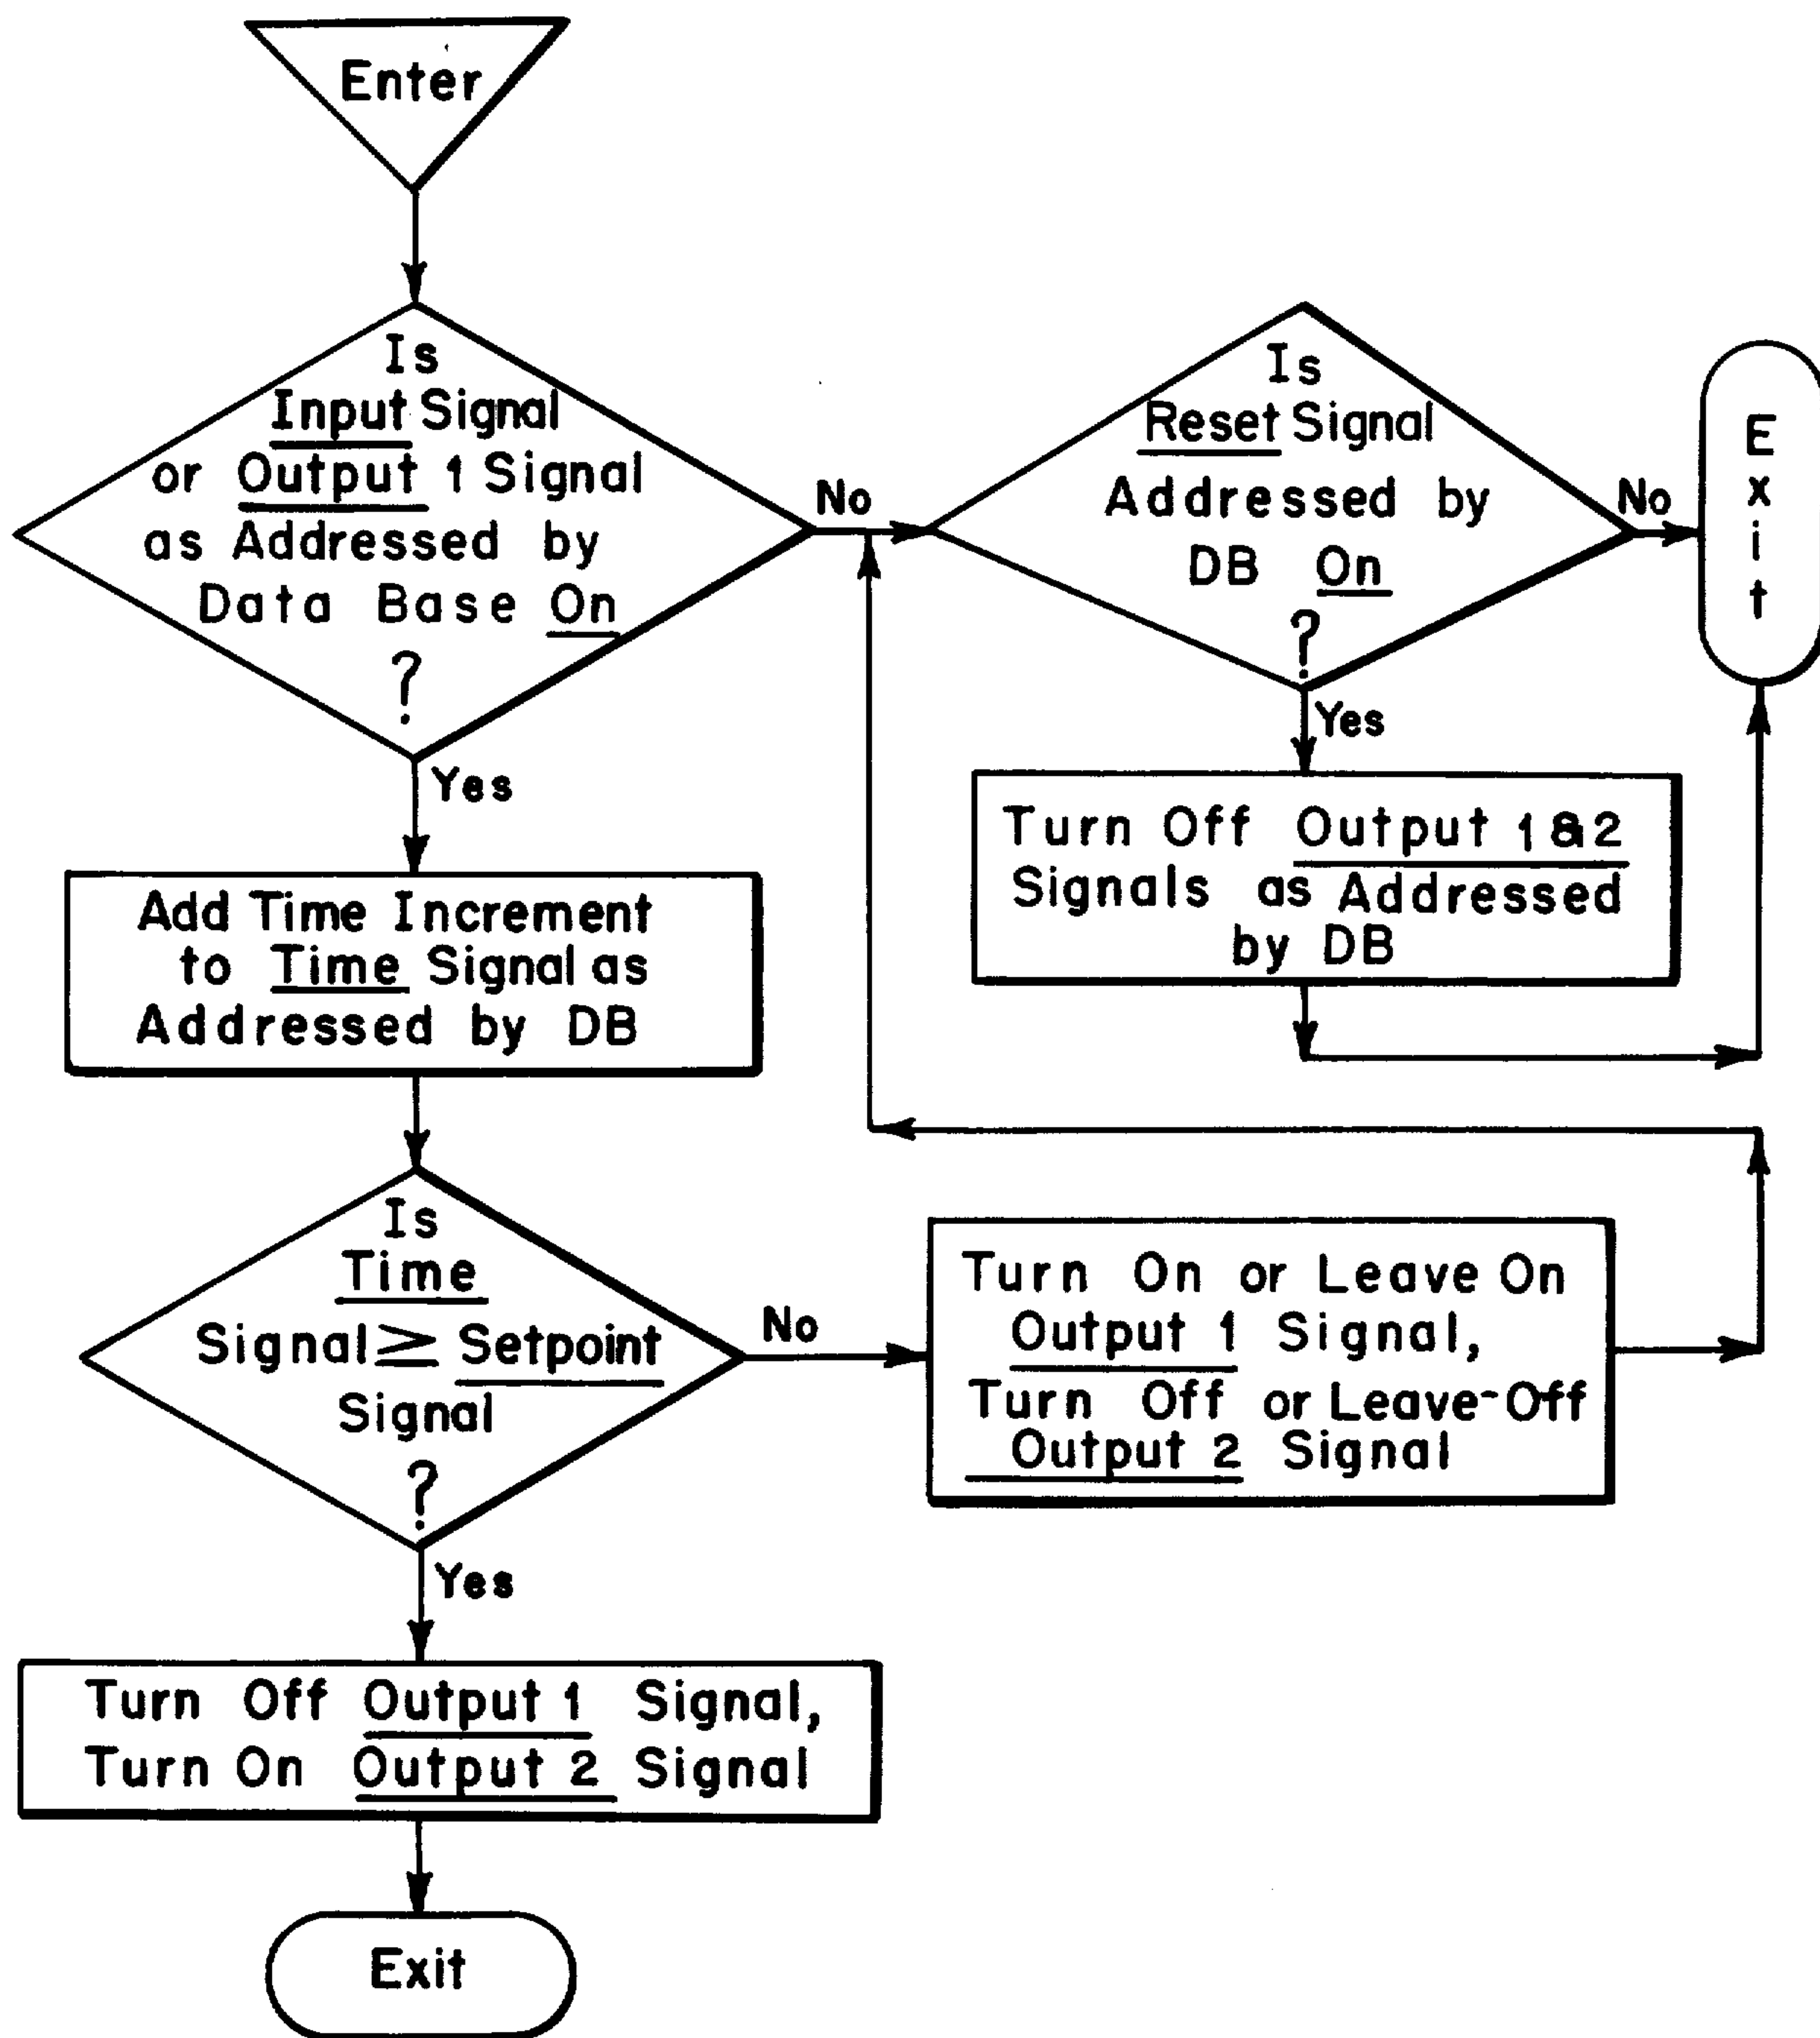 Enter
Is
Input Signal
or Output 1 Signal
as Addressed by
Data Base On
?
No
Yes
Is
Reset Signal
Addressed by
DB On
?
No
Yes
Exit
Turn Off Output 1 & 2
Signals as Addressed
by DB
Add Time Increment
to Time Signal as
Addressed by DB
Is
Time
Signal ≥ Setpoint
Signal
?
No
Yes
Turn On or Leave On
Output 1 Signal,
Turn Off or Leave-Off
Output 2 Signal
Turn Off Output 1 Signal,
Turn On Output 2 Signal
Exit